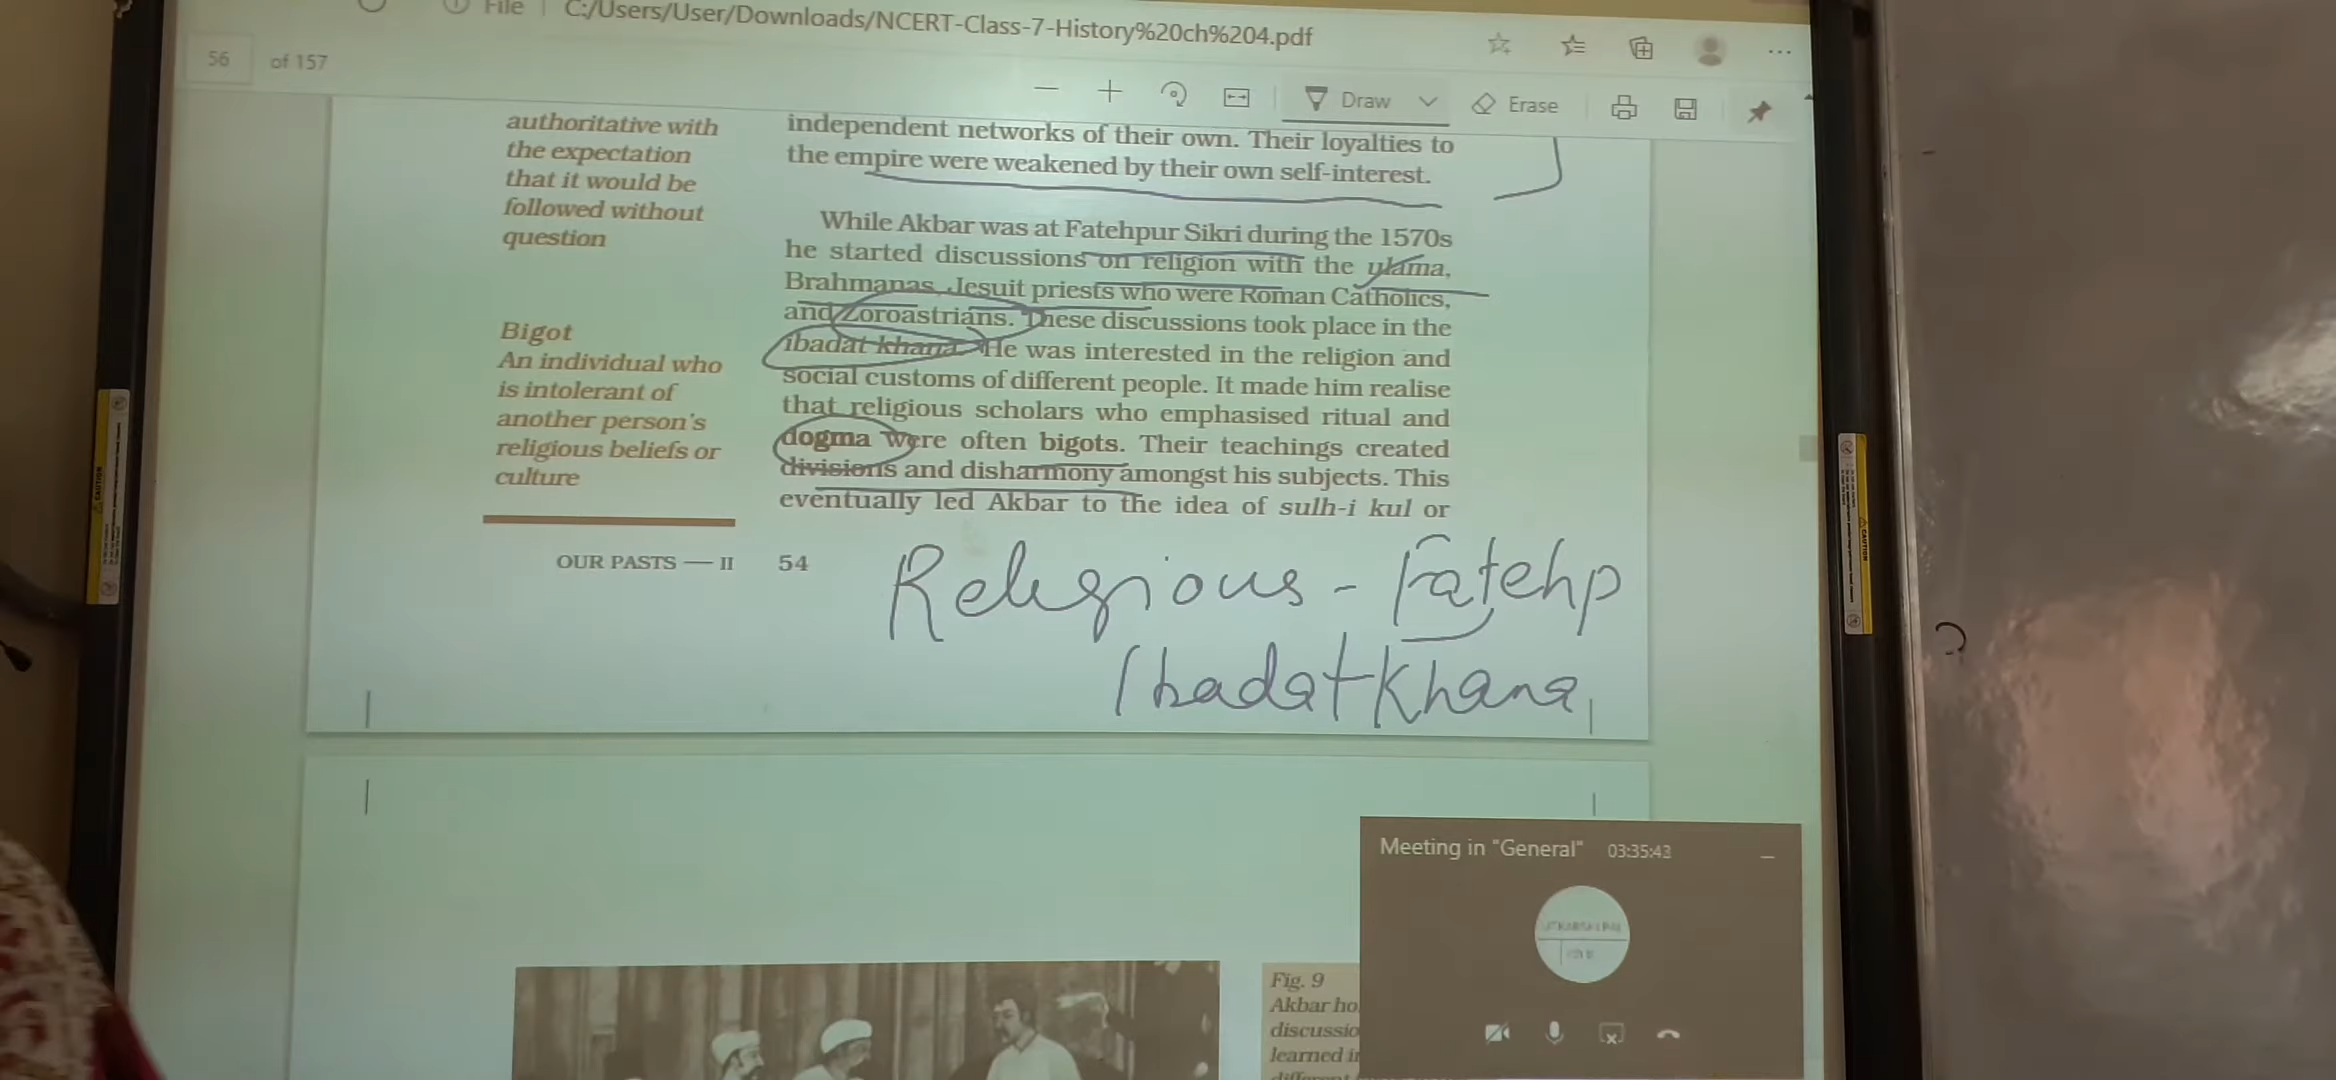 File | C:/Users/User/Downloads/NCERT-Class-7-History%20ch%204.pdf
56 of 157
Draw Erase
authoritative with
the expectation
that it would be
followed without
question
Bigot
An individual who
is intolerant of
another person's
religious beliefs or
culture
independent networks of their own. Their loyalties to
the empire were weakened by their own self-interest.
While Akbar was at Fatehpur Sikri during the 1570s
he started discussions on religion with the ulama,
Brahmanas, Jesuit priests who were Roman Catholics,
and Zoroastrians. These discussions took place in the
ibadat khana. He was interested in the religion and
social customs of different people. It made him realise
that religious scholars who emphasised ritual and
dogma were often bigots. Their teachings created
divisions and disharmony amongst his subjects. This
eventually led Akbar to the idea of sulh-i kul or
OUR PASTS — II 54
Religious - Fatehp
Ibadat Khana
Fig. 9
Akbar ho
discussio
learned i
Meeting in "General" 03:35:43
CAUTION
CAUTION